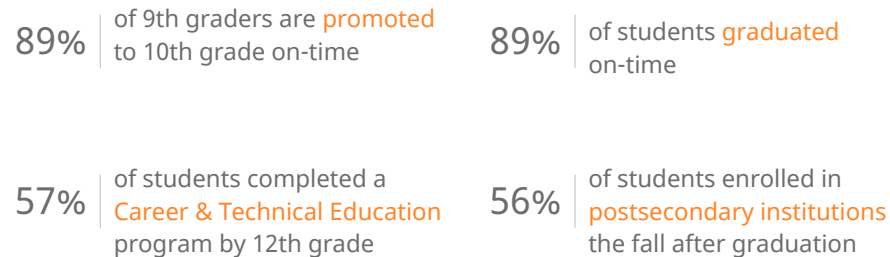 89%
of 9th graders are promoted
to 10th grade on-time
89%
of students graduated
on-time
57%
of students completed a
Career & Technical Education
program by 12th grade
56%
of students enrolled in
postsecondary institutions
the fall after graduation